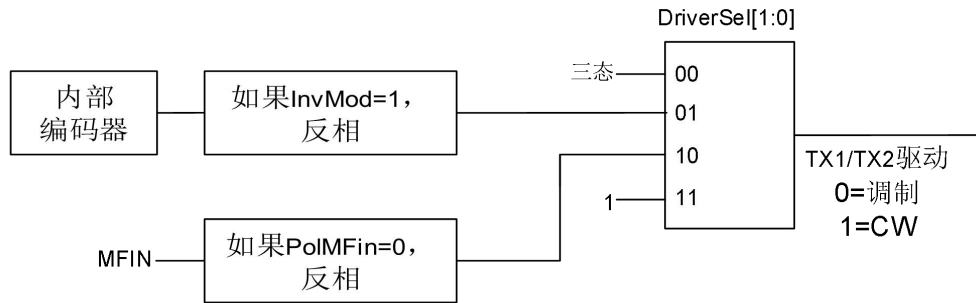 DriverSel[1:0]
三态
00
内部
编码器
如果InvMod=1，
反相
01
10
TX1/TX2驱动
0=调制
1=CW
1
11
MFIN
如果PolMFin=0，
反相